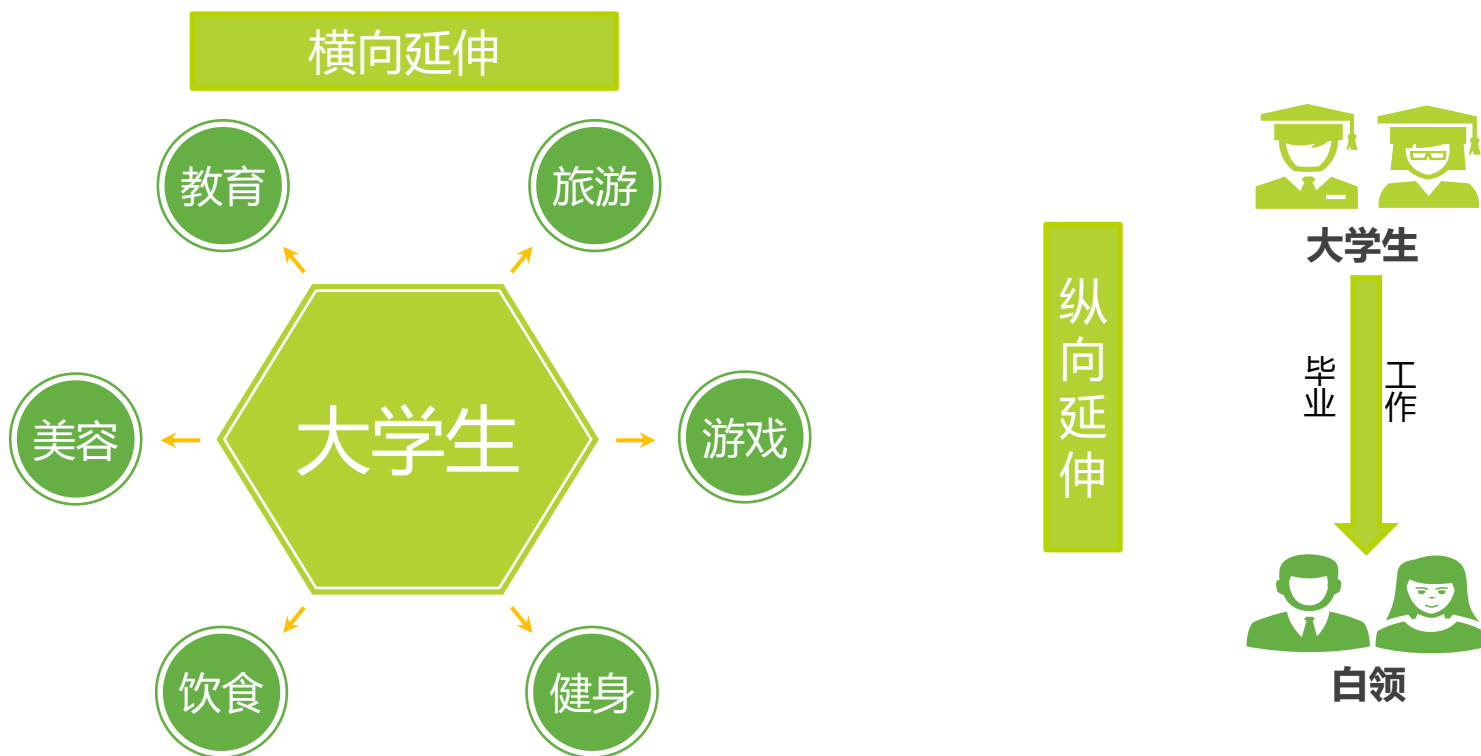 横向延伸
教育
旅游
美容
大学生
游戏
饮食
健身
纵向延伸
大学生
毕业
工作
白领